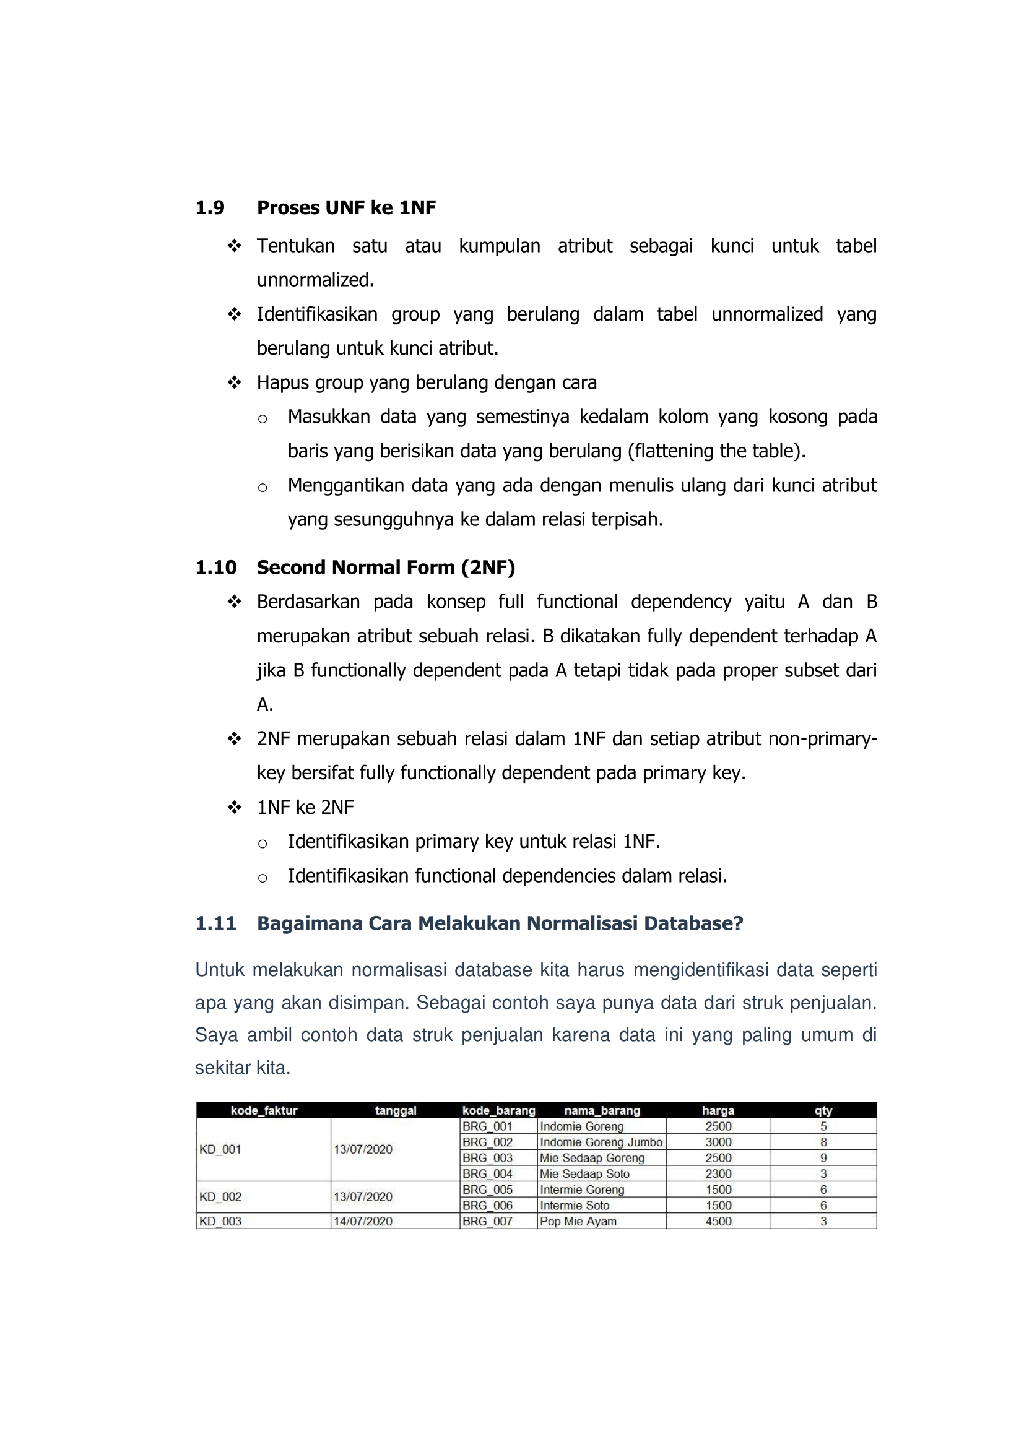 1.9 Proses UNF ke 1NF
❖ Tentukan satu atau kumpulan atribut sebagai kunci untuk tabel
unnormalized.
❖ Identifikasikan group yang berulang dalam tabel unnormalized yang
berulang untuk kunci atribut.
❖ Hapus group yang berulang dengan cara
o Masukkan data yang semestinya kedalam kolom yang kosong pada
baris yang berisikan data yang berulang (flattening the table).
o Menggantikan data yang ada dengan menulis ulang dari kunci atribut
yang sesungguhnya ke dalam relasi terpisah.
1.10 Second Normal Form (2NF)
❖ Berdasarkan pada konsep full functional dependency yaitu A dan B
merupakan atribut sebuah relasi. B dikatakan fully dependent terhadap A
jika B functionally dependent pada A tetapi tidak pada proper subset dari
A.
❖ 2NF merupakan sebuah relasi dalam 1NF dan setiap atribut non-primary-
key bersifat fully functionally dependent pada primary key.
❖ 1NF ke 2NF
o Identifikasikan primary key untuk relasi 1NF.
o Identifikasikan functional dependencies dalam relasi.
1.11 Bagaimana Cara Melakukan Normalisasi Database?
Untuk melakukan normalisasi database kita harus mengidentifikasi data seperti
apa yang akan disimpan. Sebagai contoh saya punya data dari struk penjualan.
Saya ambil contoh data struk penjualan karena data ini yang paling umum di
sekitar kita.
kode_faktur tanggal kode_barang nama_barang harga qty
KD_001 13/07/2020 BRG_001 Indomie Goreng 2500 5
BRG_002 Indomie Goreng Jumbo 3000 8
BRG_003 Mie Sedaap Goreng 2500 9
BRG_004 Mie Sedaap Soto 2300 3
KD_002 13/07/2020 BRG_005 Intermie Goreng 1500 6
BRG_006 Intermie Soto 1500 6
KD_003 14/07/2020 BRG_007 Pop Mie Ayam 4500 3